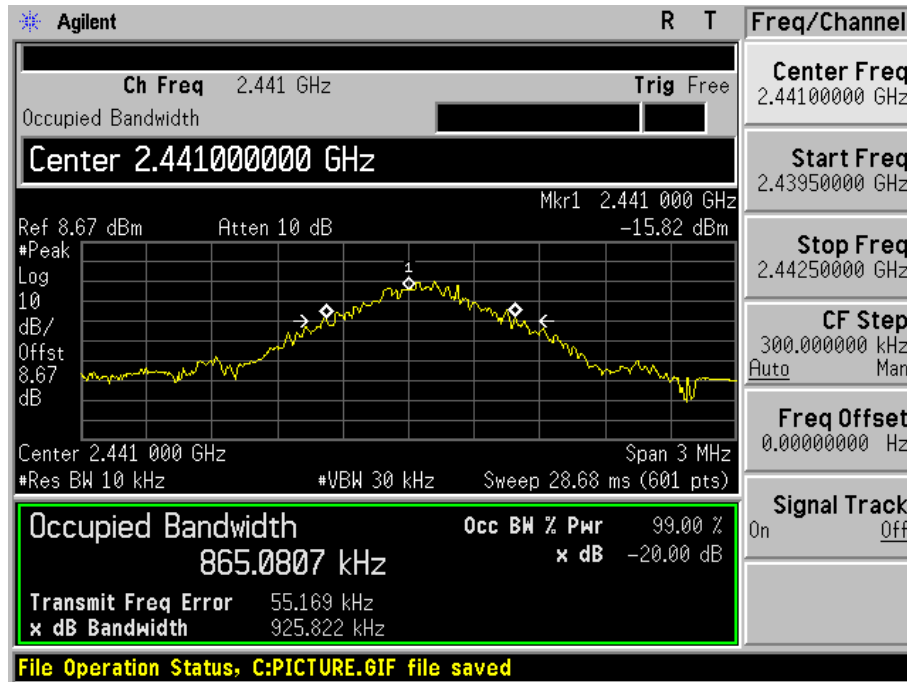 Agilent R T
Ch Freq 2.441 GHz Trig Free
Occupied Bandwidth
Center 2.441000000 GHz
Mkr1 2.441 000 GHz
Ref 8.67 dBm Atten 10 dB -15.82 dBm
#Peak
Log
10
dB/
Offst
8.67
dB
1
Center 2.441 000 GHz Span 3 MHz
#Res BW 10 kHz #VBW 30 kHz Sweep 28.68 ms (601 pts)
Occupied Bandwidth
865.0807 kHz
Occ BW % Pwr 99.00 %
x dB -20.00 dB
Transmit Freq Error 55.169 kHz
x dB Bandwidth 925.822 kHz
File Operation Status, C:PICTURE.GIF file saved
Freq/Channel
Center Freq
2.44100000 GHz
Start Freq
2.43950000 GHz
Stop Freq
2.44250000 GHz
CF Step
300.000000 kHz
Auto Man
Freq Offset
0.00000000 Hz
Signal Track
On Off